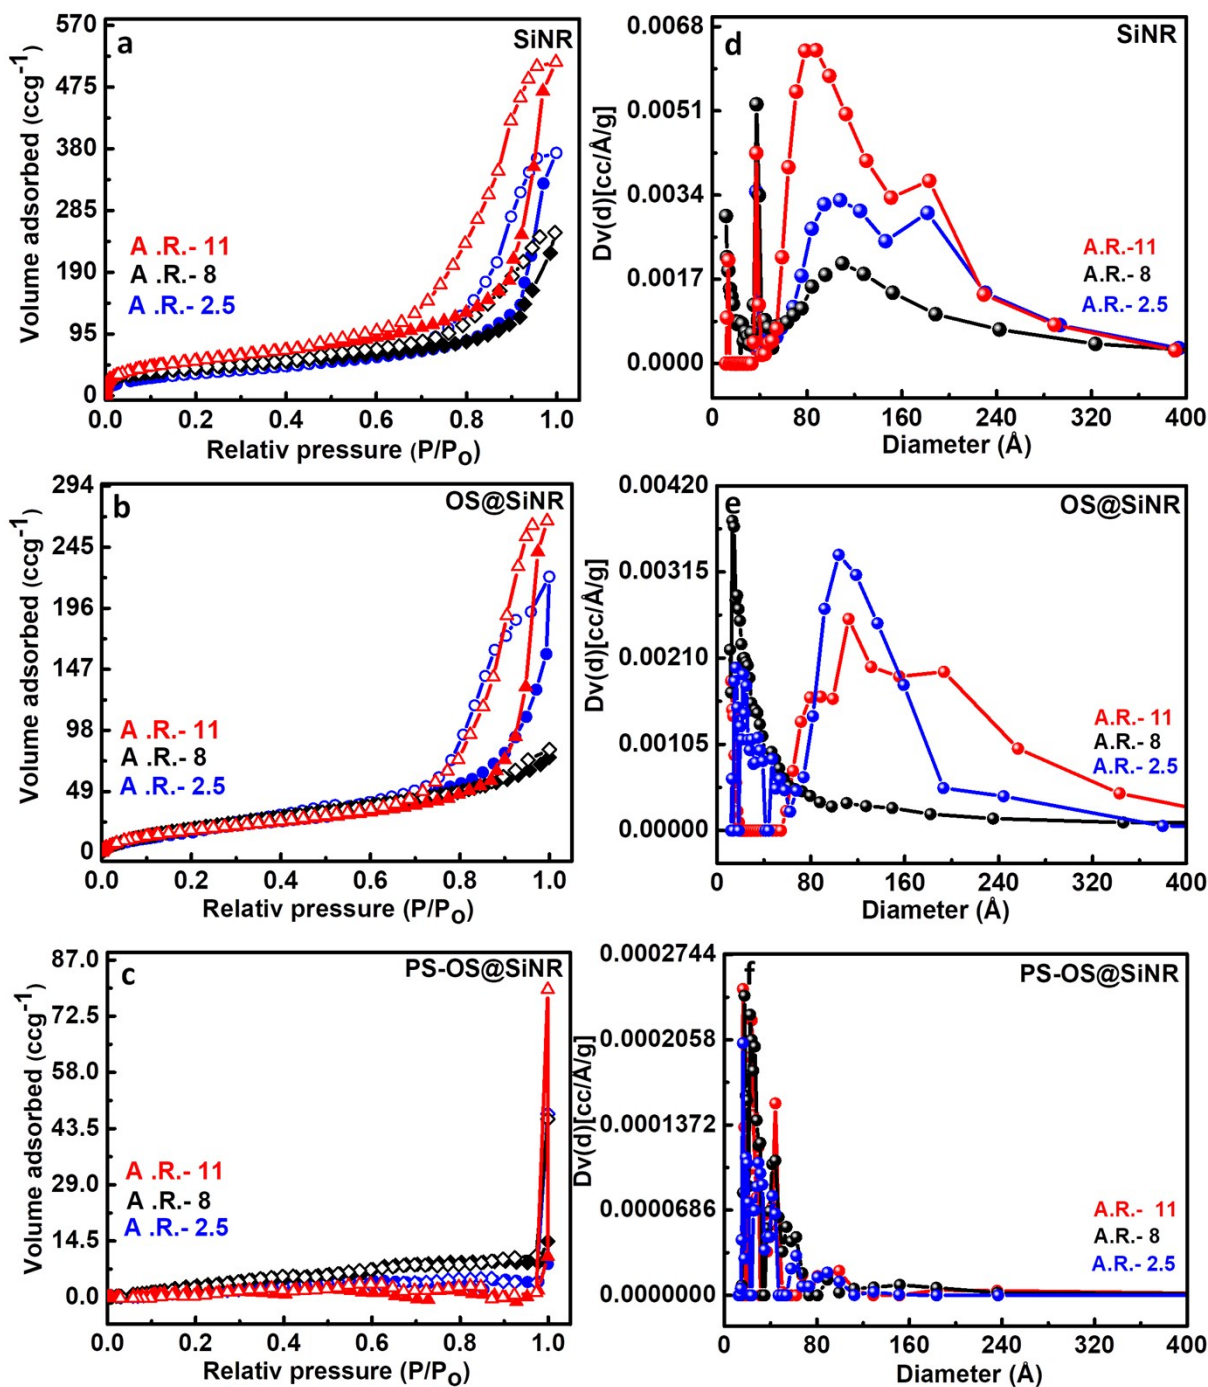 a
SiNR
570
475
380
285
190
95
0
Volume adsorbed (ccg-1)
A .R.- 11
A .R.- 8
A .R.- 2.5
0.0 0.2 0.4 0.6 0.8 1.0
Relativ pressure (P/PO)
d
SiNR
0.0068
0.0051
0.0034
0.0017
0.0000
Dv(d)[cc/Å/g]
A.R.-11
A.R.- 8
A.R.- 2.5
0 80 160 240 320 400
Diameter (Å)
b
OS@SiNR
294
245
196
147
98
49
0
Volume adsorbed (ccg-1)
A .R.- 11
A .R.- 8
A .R.- 2.5
0.0 0.2 0.4 0.6 0.8 1.0
Relativ pressure (P/PO)
e
OS@SiNR
0.00420
0.00315
0.00210
0.00105
0.00000
Dv(d)[cc/Å/g]
A.R.- 11
A.R.- 8
A.R.- 2.5
0 80 160 240 320 400
Diameter (Å)
c
PS-OS@SiNR
87.0
72.5
58.0
43.5
29.0
14.5
0.0
Volume adsorbed (ccg-1)
A .R.- 11
A .R.- 8
A .R.- 2.5
0.0 0.2 0.4 0.6 0.8 1.0
Relativ pressure (P/PO)
f
PS-OS@SiNR
0.0002744
0.0002058
0.0001372
0.0000686
0.0000000
Dv(d)[cc/Å/g]
A.R.- 11
A.R.- 8
A.R.- 2.5
0 80 160 240 320 400
Diameter (Å)